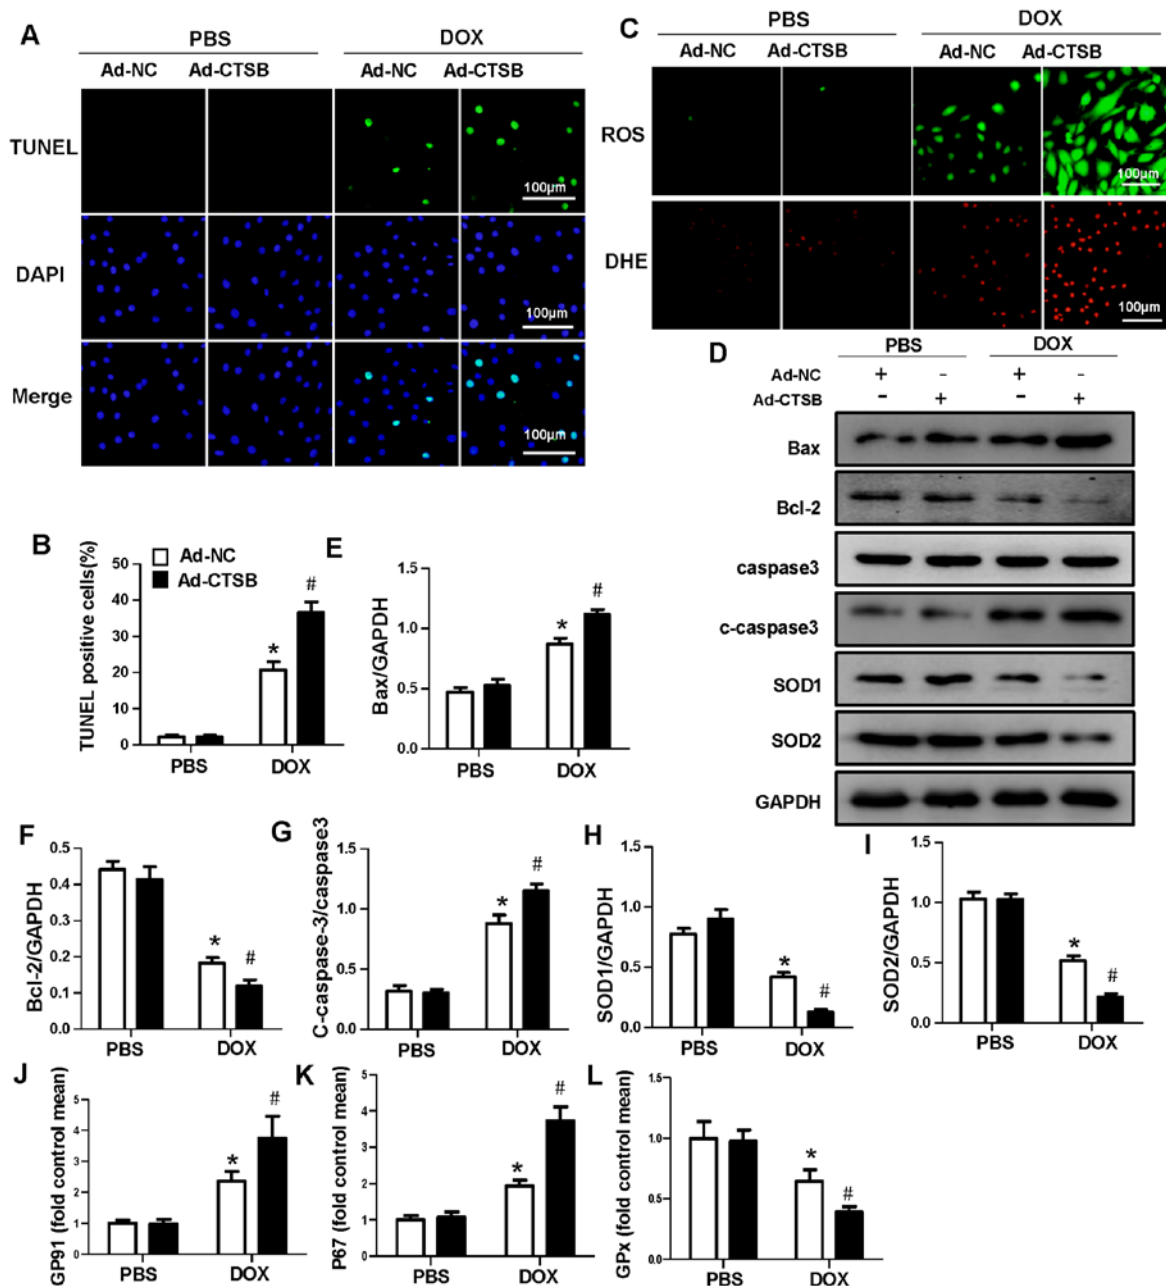 A
PBS
DOX
Ad-NC
Ad-CTSB
Ad-NC
Ad-CTSB
TUNEL
100μm
DAPI
100μm
Merge
100μm
C
PBS
DOX
Ad-NC
Ad-CTSB
Ad-NC
Ad-CTSB
ROS
100μm
DHE
100μm
D
PBS
DOX
Ad-NC + - + -
Ad-CTSB - + - +
Bax
Bcl-2
caspase3
c-caspase3
SOD1
SOD2
GAPDH
B
TUNEL positive cells(%)
50
40
30
20
10
0
Ad-NC
Ad-CTSB
*
#
PBS
DOX
E
Bax/GAPDH
1.5
1.0
0.5
0.0
*
#
PBS
DOX
F
Bcl-2/GAPDH
0.5
0.4
0.3
0.2
0.1
0.0
*
#
PBS
DOX
G
C-caspase-3/caspase3
1.5
1.0
0.5
0.0
*
#
PBS
DOX
H
SOD1/GAPDH
1.5
1.0
0.5
0.0
*
#
PBS
DOX
I
SOD2/GAPDH
1.5
1.0
0.5
0.0
*
#
PBS
DOX
J
GP91 (fold control mean)
5
4
3
2
1
0
*
#
PBS
DOX
K
P67 (fold control mean)
5
4
3
2
1
0
*
#
PBS
DOX
L
GPx (fold control mean)
1.5
1.0
0.5
0.0
*
#
PBS
DOX